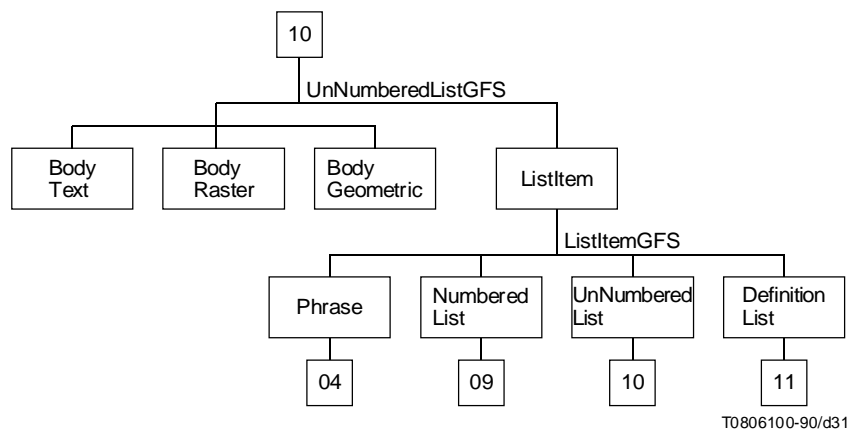 10
UnNumberedListGFS
Body
Text
Body
Raster
Body
Geometric
ListItem
ListItemGFS
Phrase
Numbered
List
UnNumbered
List
Definition
List
04
09
10
11
T0806100-90/d31